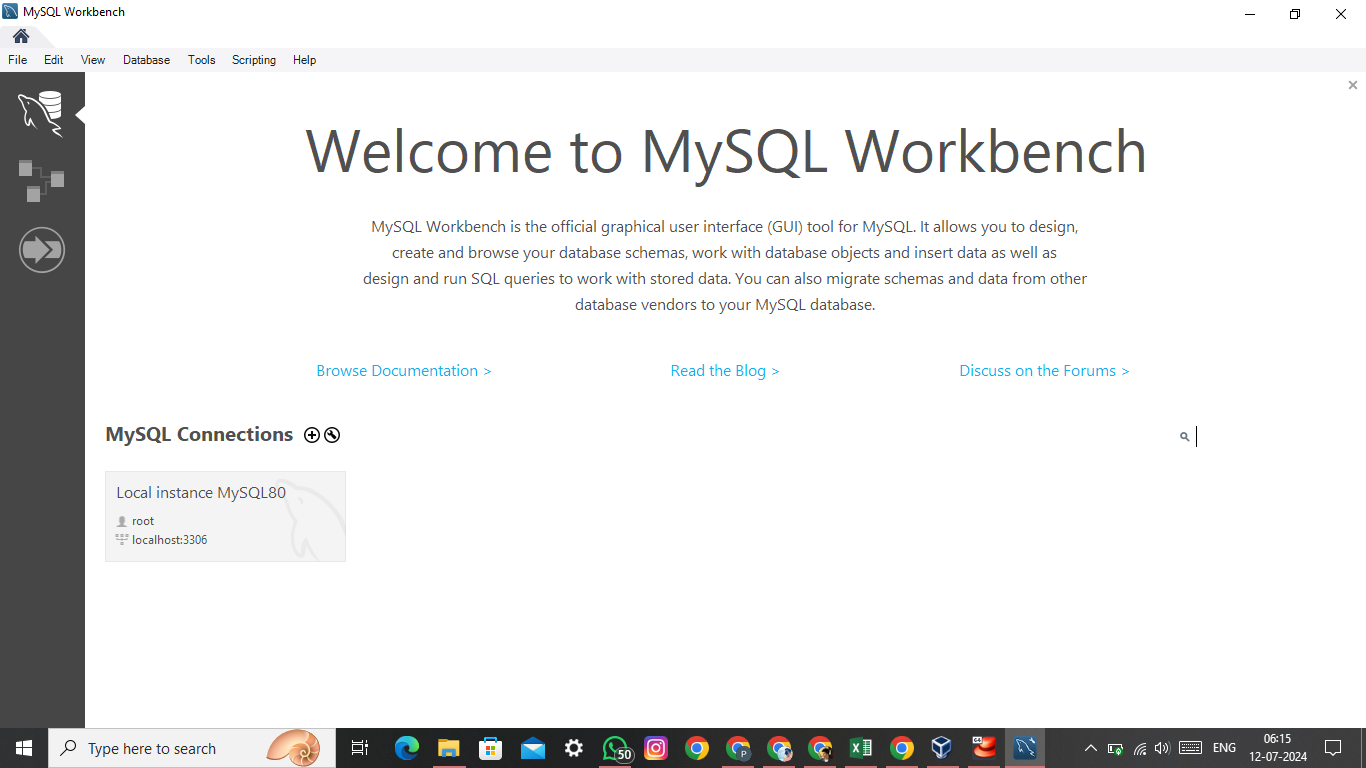 MySQL Workbench
File Edit View Database Tools Scripting Help
Welcome to MySQL Workbench
MySQL Workbench is the official graphical user interface (GUI) tool for MySQL. It allows you to design,
create and browse your database schemas, work with database objects and insert data as well as
design and run SQL queries to work with stored data. You can also migrate schemas and data from other
database vendors to your MySQL database.
Browse Documentation > Read the Blog > Discuss on the Forums >
MySQL Connections
Local instance MySQL80
root
localhost:3306
Type here to search
50
P
G4
ENG
06:15
12-07-2024